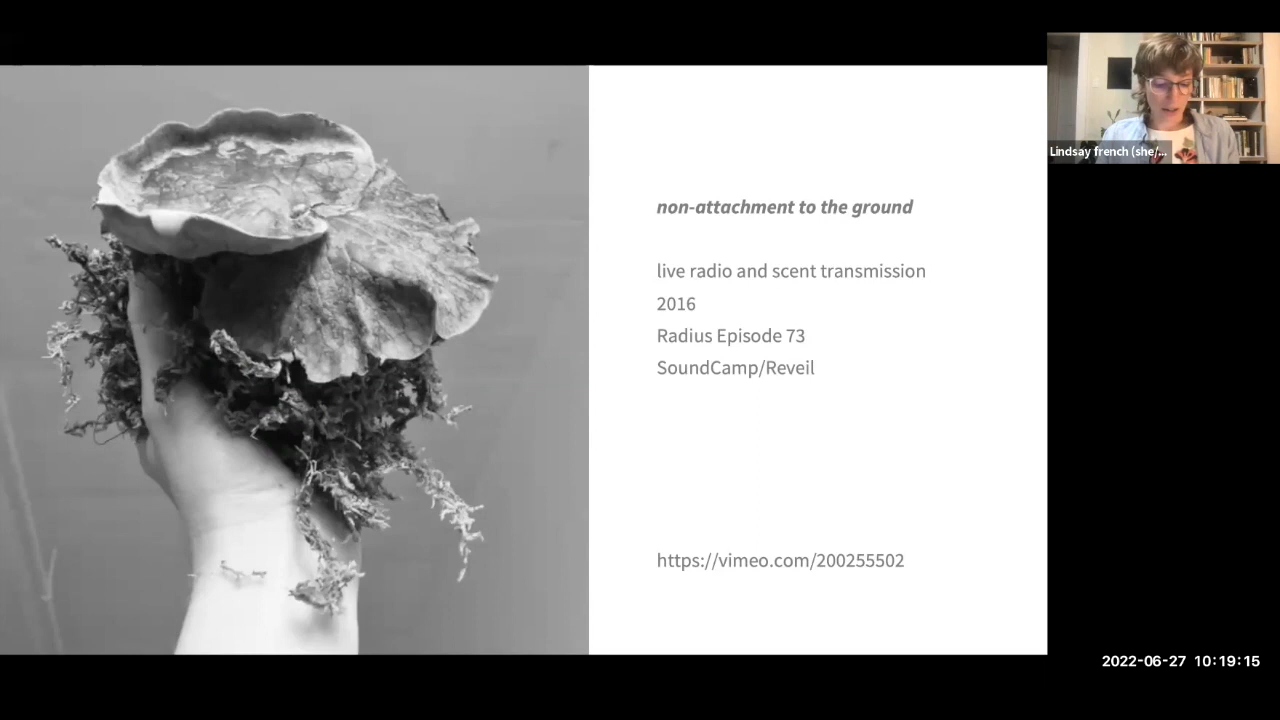 non-attachment to the ground
live radio and scent transmission
2016
Radius Episode 73
SoundCamp/Reveil
https://vimeo.com/200255502
Lindsay french (she/...
2022-06-27 10:19:15